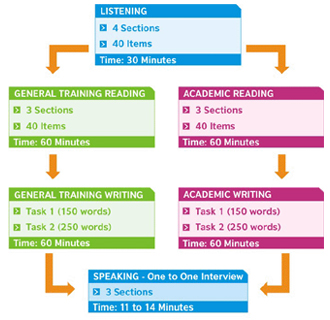 LISTENING
4 Sections
40 Items
Time: 30 Minutes
GENERAL TRAINING READING
3 Sections
40 Items
Time: 60 Minutes
ACADEMIC READING
3 Sections
40 Items
Time: 60 Minutes
GENERAL TRAINING WRITING
Task 1 (150 words)
Task 2 (250 words)
Time: 60 Minutes
ACADEMIC WRITING
Task 1 (150 words)
Task 2 (250 words)
Time: 60 Minutes
SPEAKING - One to One Interview
3 Sections
Time: 11 to 14 Minutes